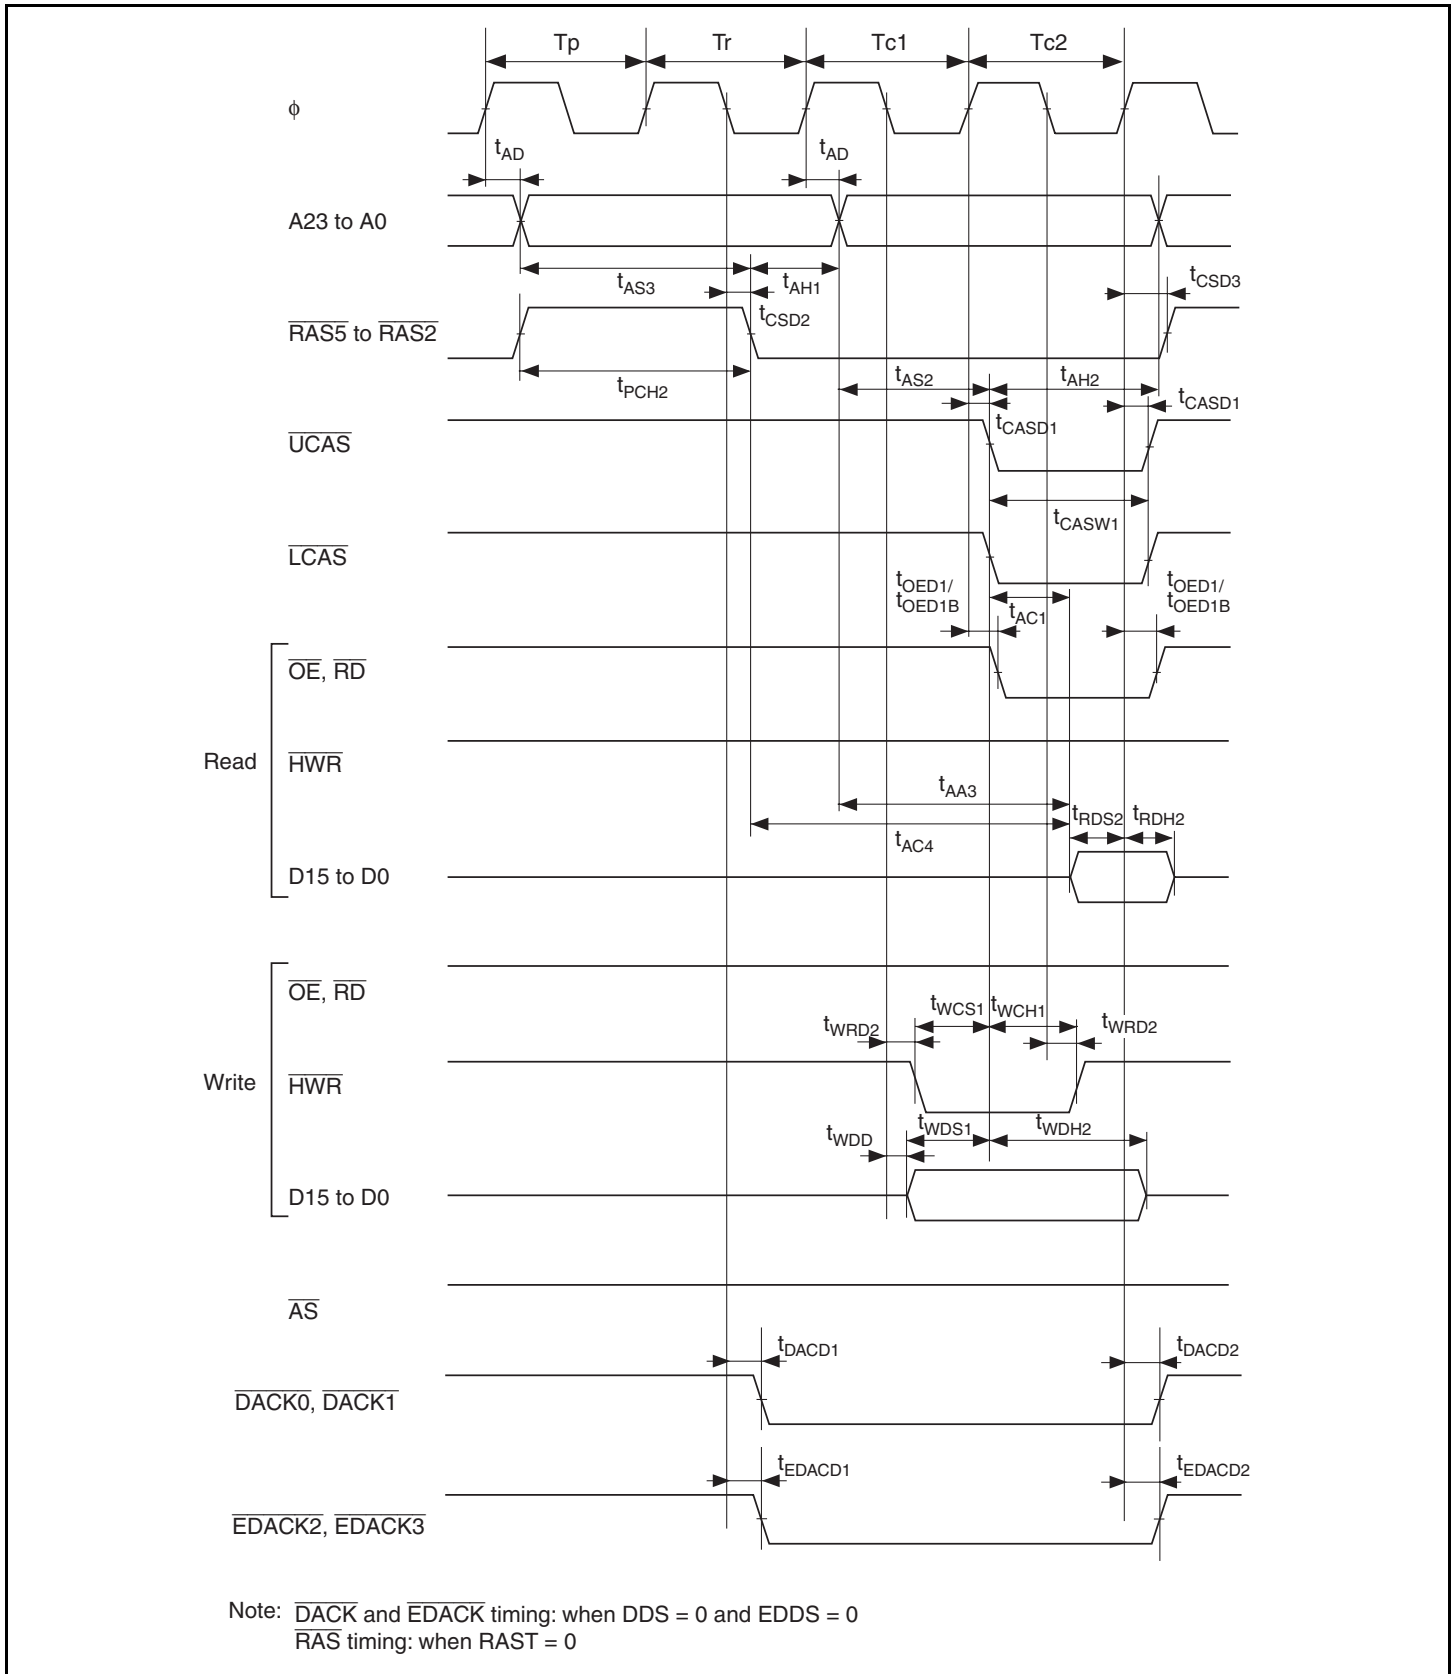 Tp Tr Tc1 Tc2
φ
tAD tAD
A23 to A0
tAS3 tAH1 tCSD3
tCSD2
RAS5 to RAS2
tPCH2 tAS2 tAH2
tCASD1
tCASD1
UCAS
tCASW1
LCAS
tOED1/
tOED1B
tAC1
tOED1/
tOED1B
OE, RD
Read
HWR
tAA3
tRDS2 tRDH2
tAC4
D15 to D0
OE, RD
tWCS1 tWCH1
tWRD2 tWRD2
Write
HWR
tWDS1 tWDH2
tWDD
D15 to D0
AS
tDACD1 tDACD2
DACK0, DACK1
tEDACD1 tEDACD2
EDACK2, EDACK3
Note: DACK and EDACK timing: when DDS = 0 and EDDS = 0
RAS timing: when RAST = 0